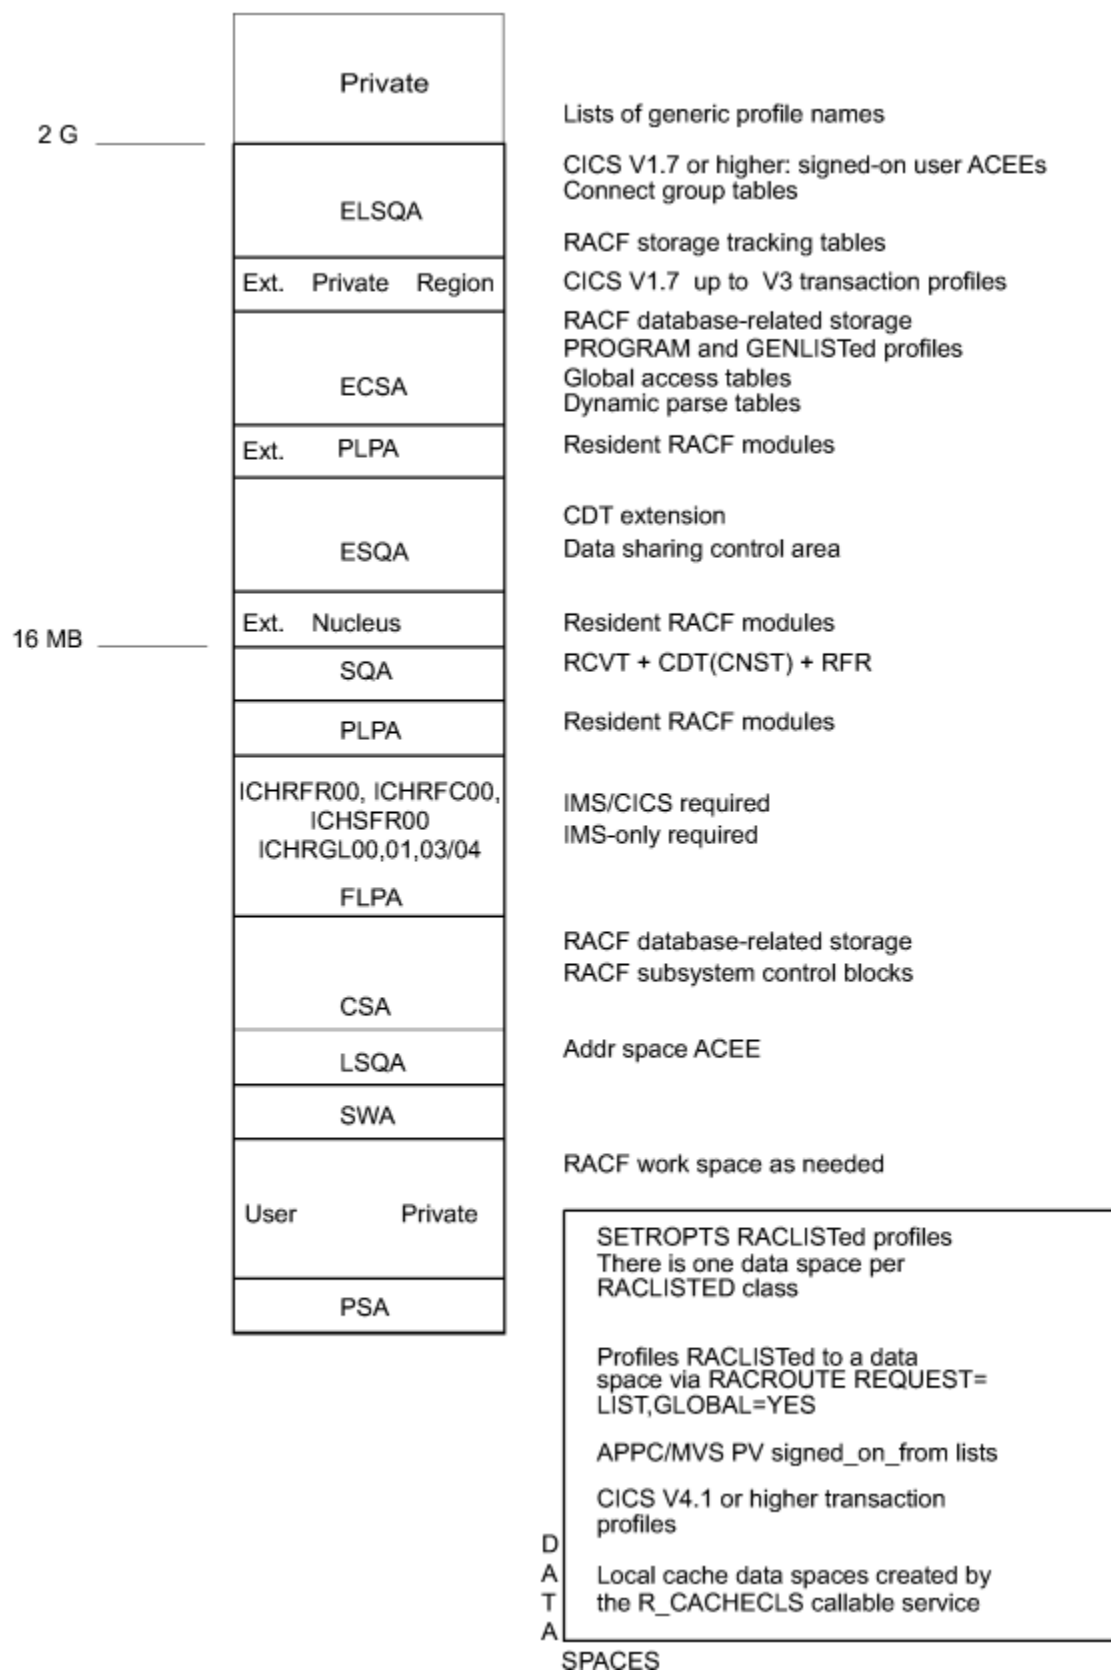 Private
Lists of generic profile names
2 G
CICS V1.7 or higher: signed-on user ACEEs
Connect group tables
ELSQA
RACF storage tracking tables
Ext. Private Region
CICS V1.7 up to V3 transaction profiles
RACF database-related storage
PROGRAM and GENLISTed profiles
ECSA
Global access tables
Dynamic parse tables
Ext. PLPA
Resident RACF modules
CDT extension
ESQA
Data sharing control area
Ext. Nucleus
Resident RACF modules
16 MB
SQA
RCVT + CDT(CNST) + RFR
PLPA
Resident RACF modules
ICHRFR00, ICHRFC00,
ICHSFR00
ICHRGL00,01,03/04
FLPA
IMS/CICS required
IMS-only required
RACF database-related storage
RACF subsystem control blocks
CSA
LSQA
Addr space ACEE
SWA
RACF work space as needed
User Private
PSA
SETROPTS RACLISTed profiles
There is one data space per
RACLISTED class
Profiles RACLISTed to a data
space via RACROUTE REQUEST=
LIST,GLOBAL=YES
APPC/MVS PV signed_on_from lists
CICS V4.1 or higher transaction
profiles
Local cache data spaces created by
the R_CACHECLS callable service
D
A
T
A
SPACES